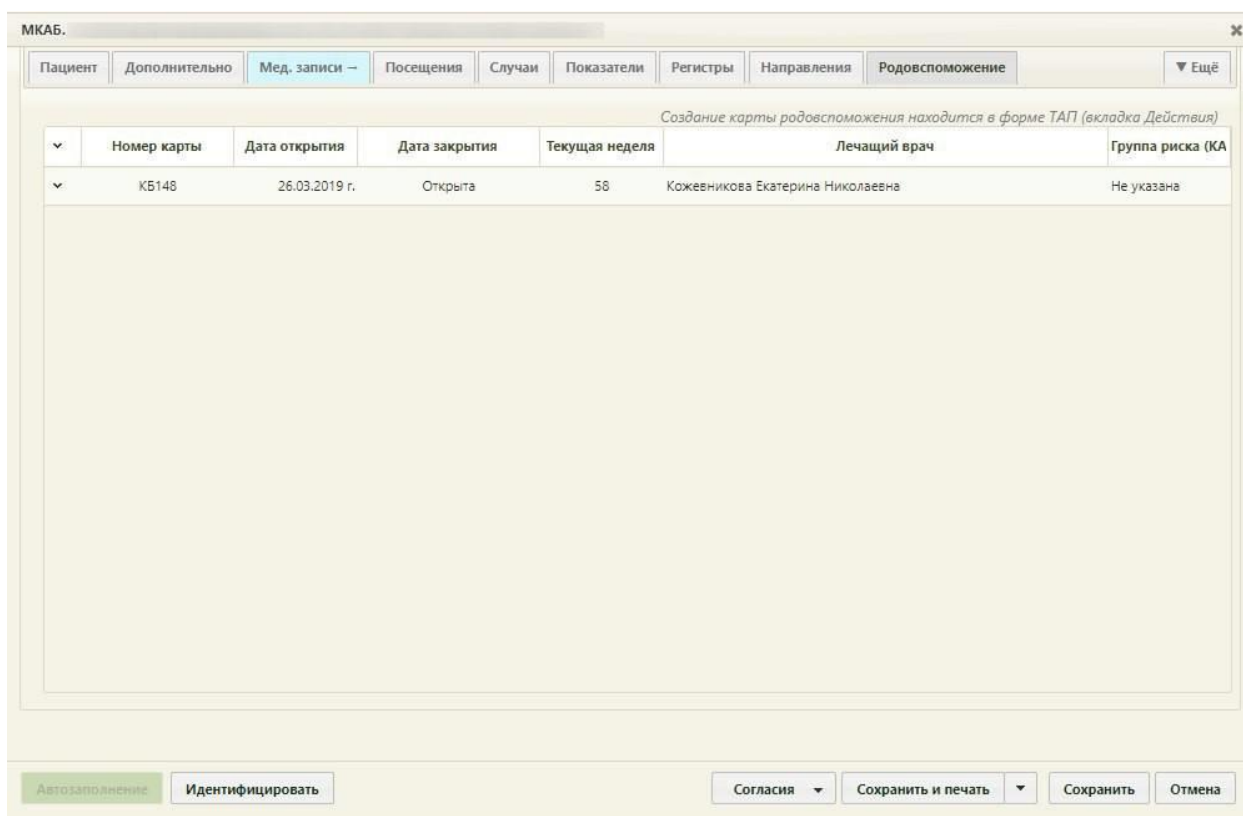 МКАБ.
Пациент Дополнительно Мед. записи → Посещения Случаи Показатели Регистры Направления Родовспоможение ▼ Ещё
Создание карты родовспоможения находится в форме ТАП (вкладка Действия)
Номер карты Дата открытия Дата закрытия Текущая неделя Лечащий врач Группа риска (КА
КБ148 26.03.2019 г. Открыта 58 Кожевникова Екатерина Николаевна Не указана
Автозаполнение Идентифицировать Согласия Сохранить и печать Сохранить Отмена